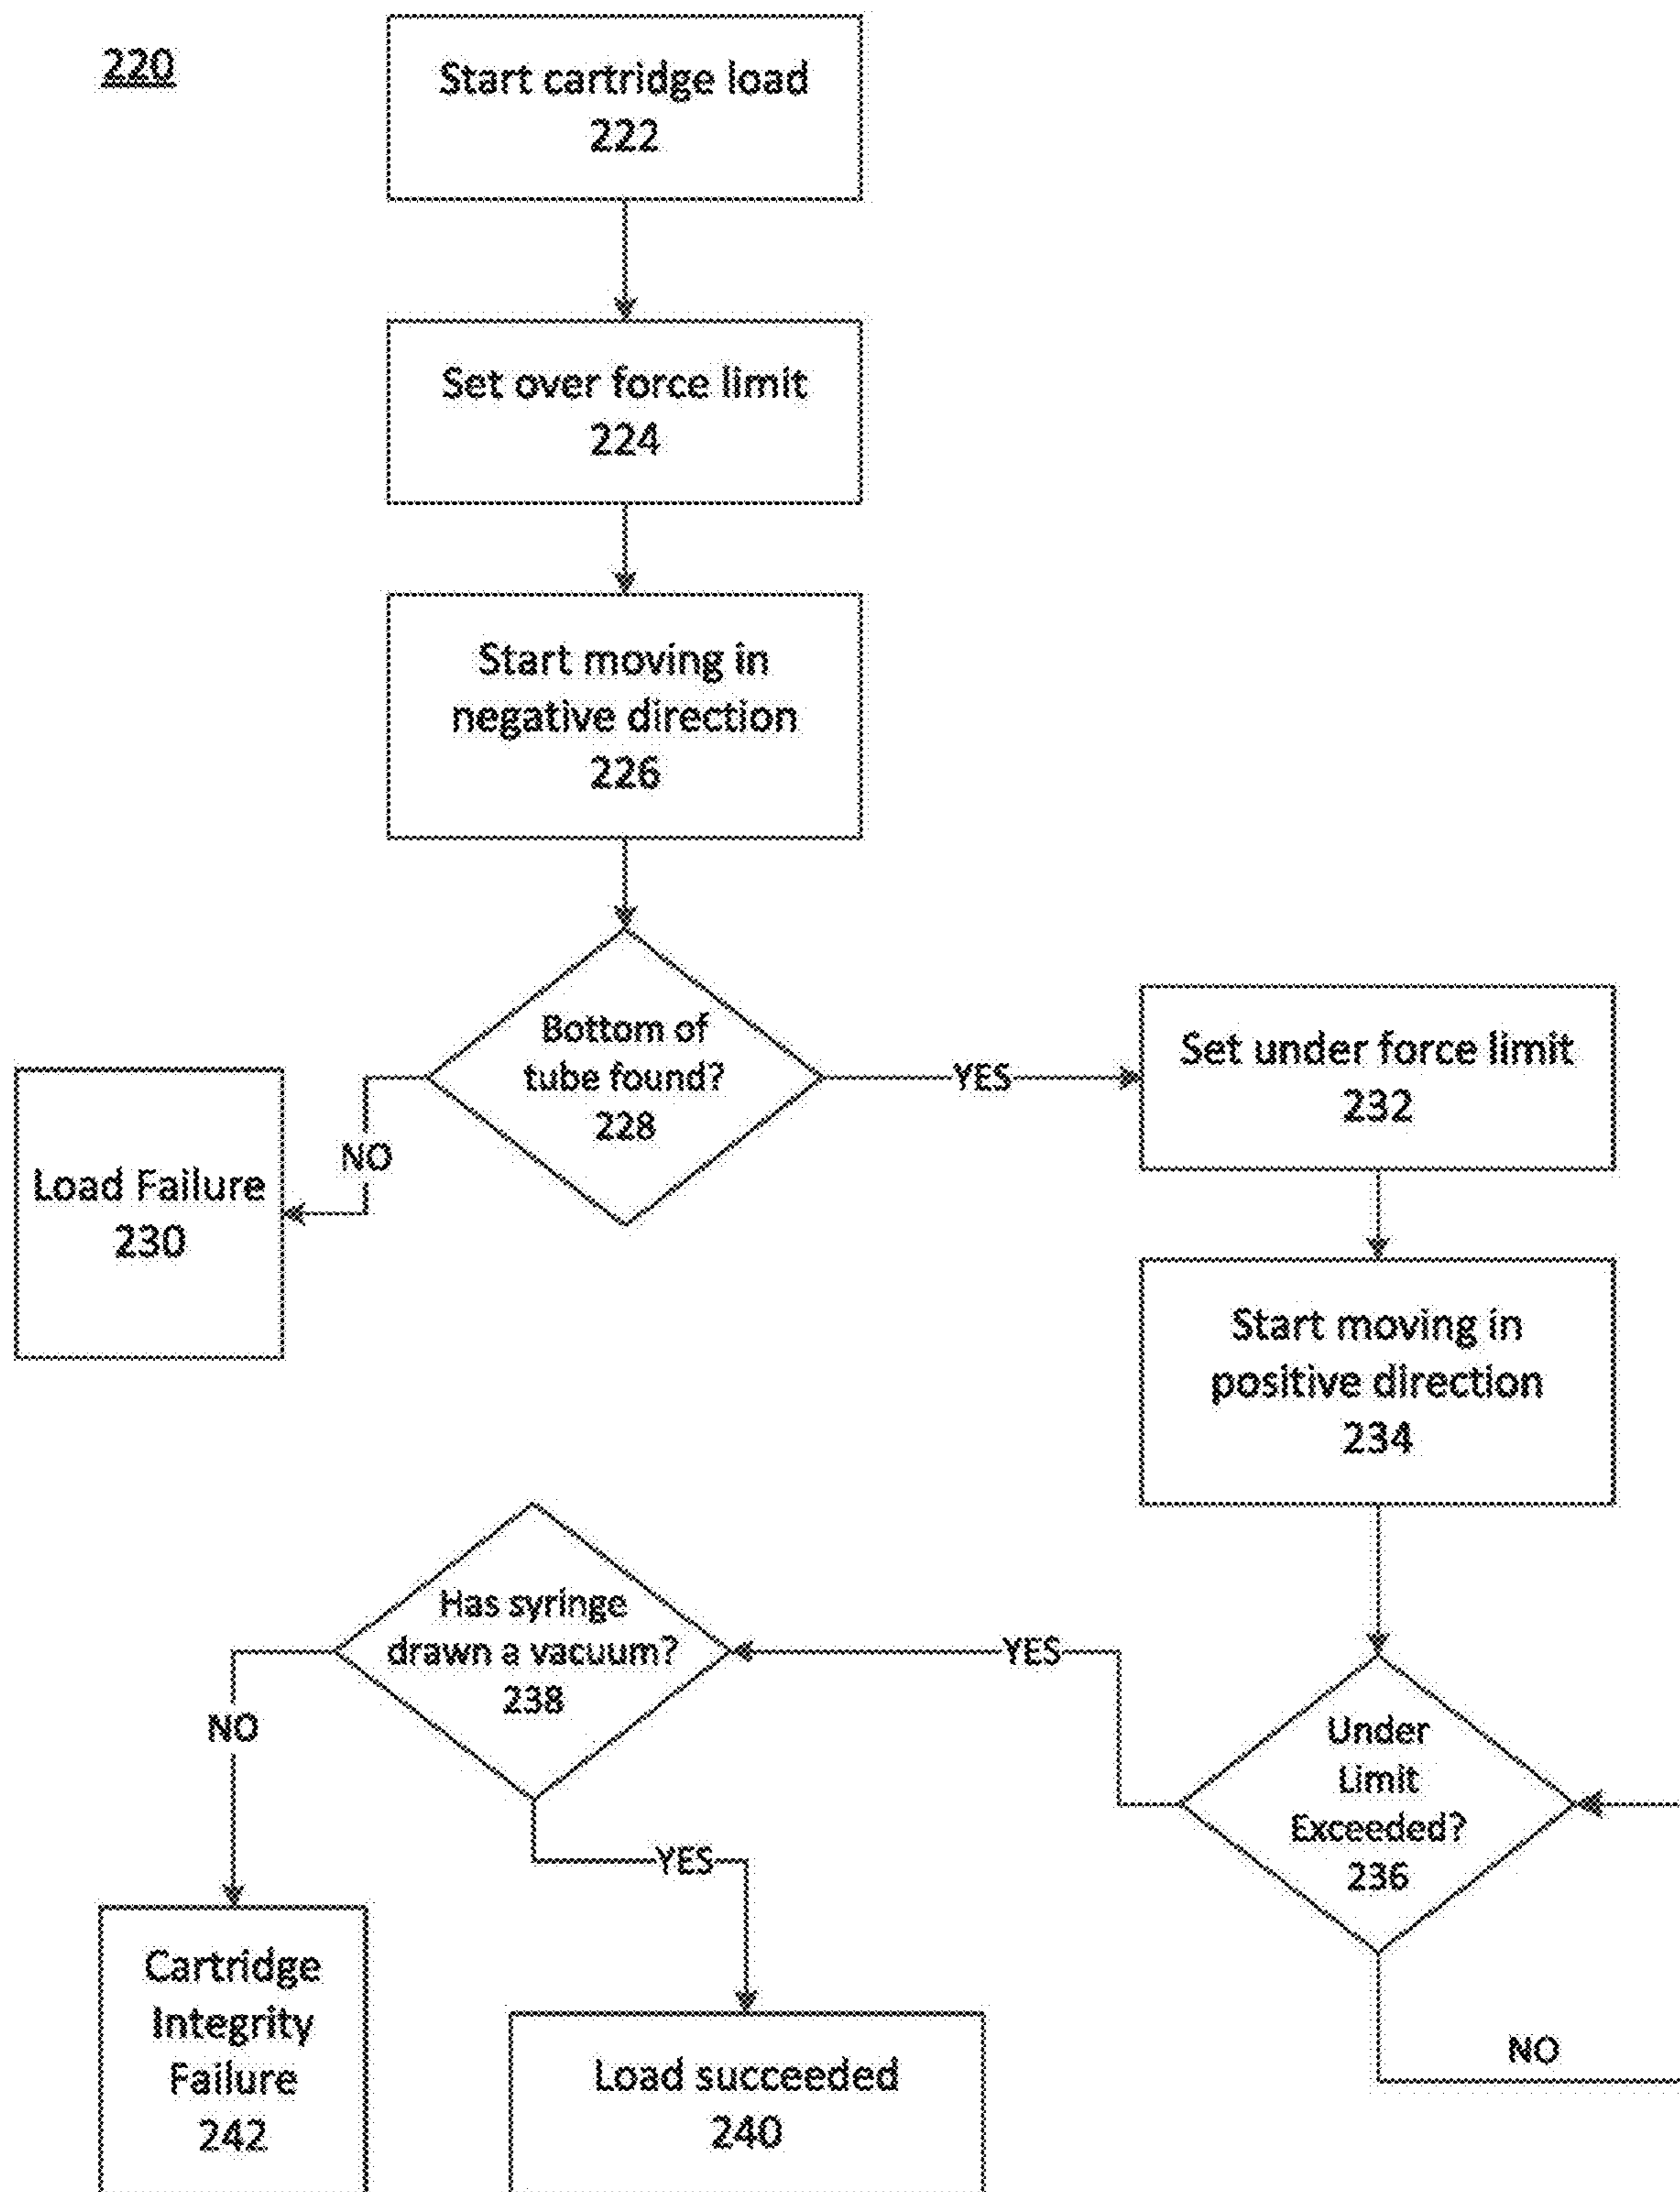 220
Start cartridge load
222
Set over force limit
224
Start moving in
negative direction
226
Bottom of
tube found?
228
YES
Set under force limit
232
NO
Load Failure
230
Start moving in
positive direction
234
Has syringe
drawn a vacuum?
238
YES
NO
Under
Limit
Exceeded?
236
YES
Cartridge
Integrity
Failure
242
Load succeeded
240
NO